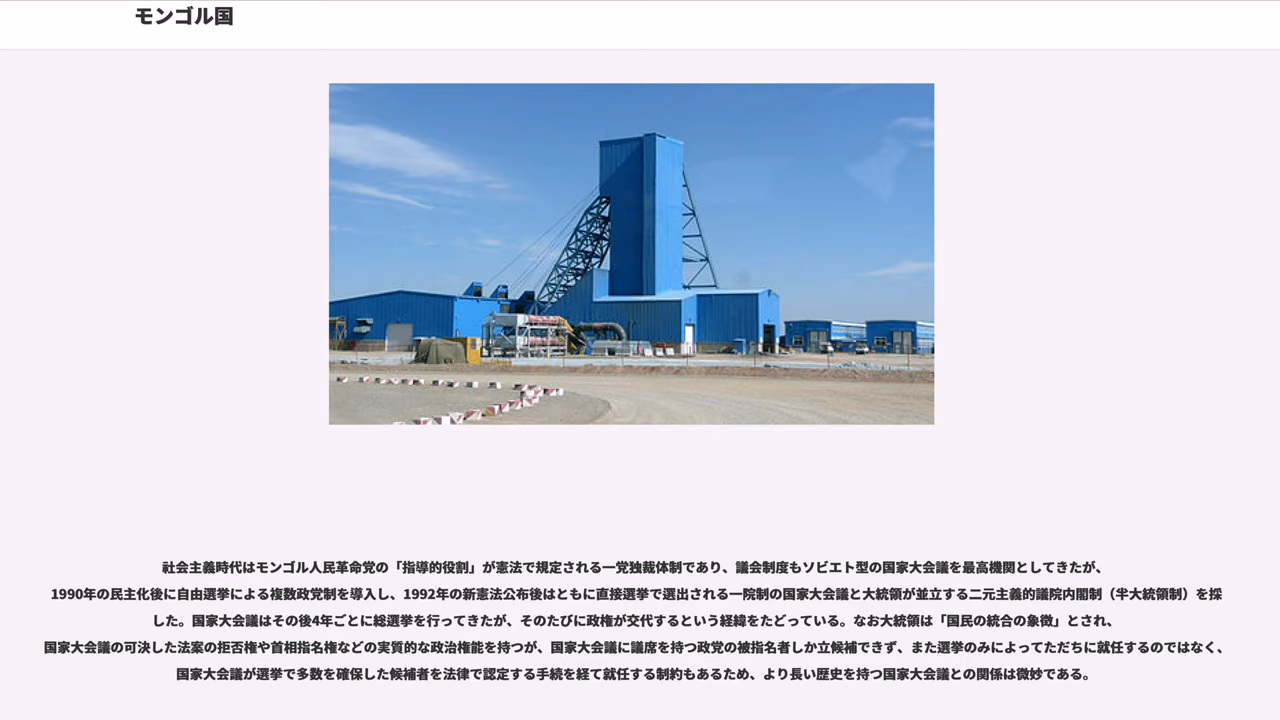 モンゴル国
社会主義時代はモンゴル人民革命党の「指導的役割」が憲法で規定される一党独裁体制であり、議会制度もソビエト型の国家大会議を最高機関としてきたが、
1990年の民主化後に自由選挙による複数政党制を導入し、1992年の新憲法公布後はともに直接選挙で選出される一院制の国家大会議と大統領が並立する二元主義的議院内閣制（半大統領制）を採
した。国家大会議はその後4年ごとに総選挙を行ってきたが、そのたびに政権が交代するという経緯をたどっている。なお大統領は「国民の統合の象徴」とされ、
国家大会議の可決した法案の拒否権や首相指名権などの実質的な政治権能を持つが、国家大会議に議席を持つ政党の被指名者しか立候補できず、また選挙のみによってただちに就任するのではなく、
国家大会議が選挙で多数を確保した候補者を法律で認定する手続を経て就任する制約もあるため、より長い歴史を持つ国家大会議との関係は微妙である。